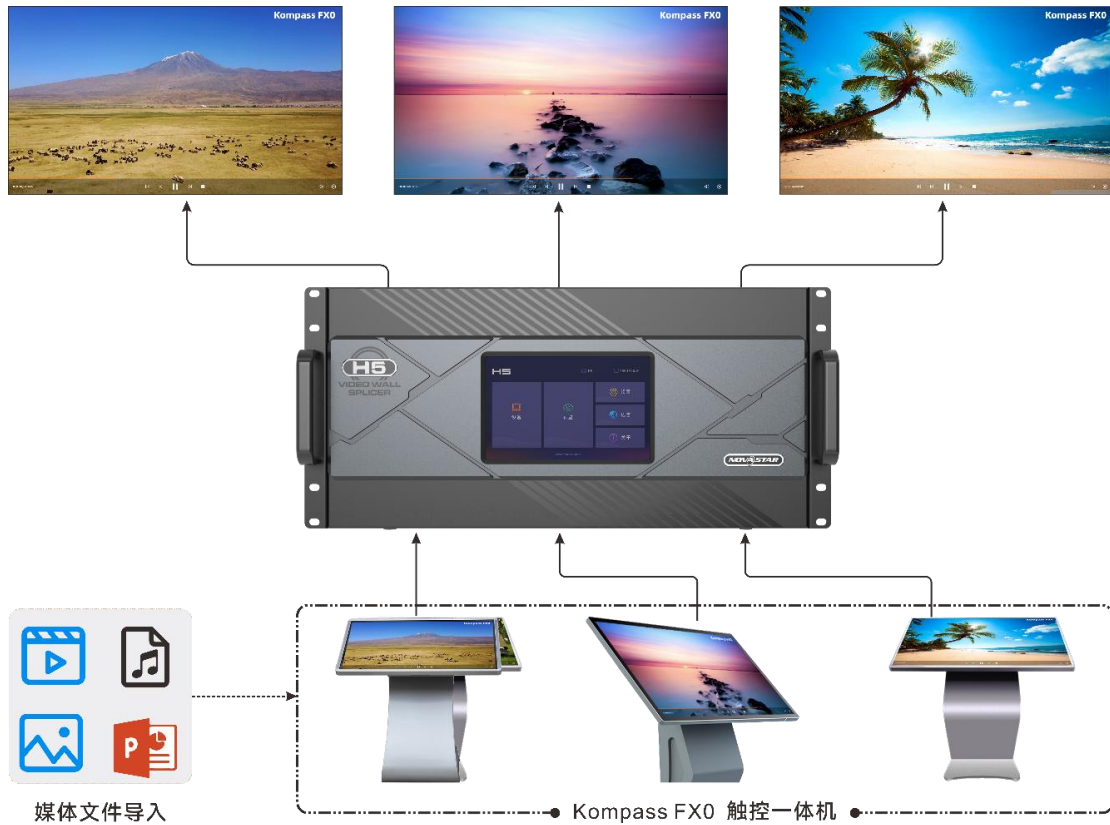 Kompass FX0
Kompass FX0
Kompass FX0
H5
VIDEO WALL
SPLICER
H5
NOVASTAR
P
媒体文件导入
Kompass FX0 触控一体机